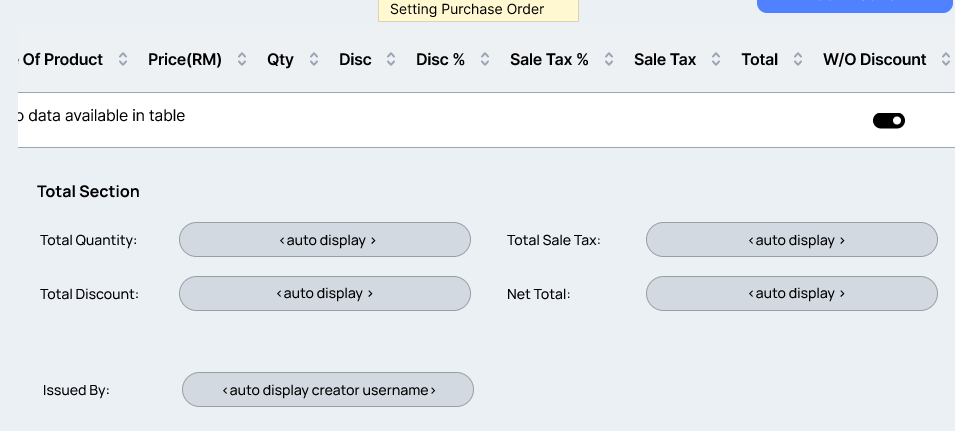 Setting Purchase Order
Of Product Price(RM) Qty Disc Disc % Sale Tax % Sale Tax Total W/O Discount
data available in table
Total Section
Total Quantity: <auto display > Total Sale Tax: <auto display >
Total Discount: <auto display > Net Total: <auto display >
Issued By: <auto display creator username>